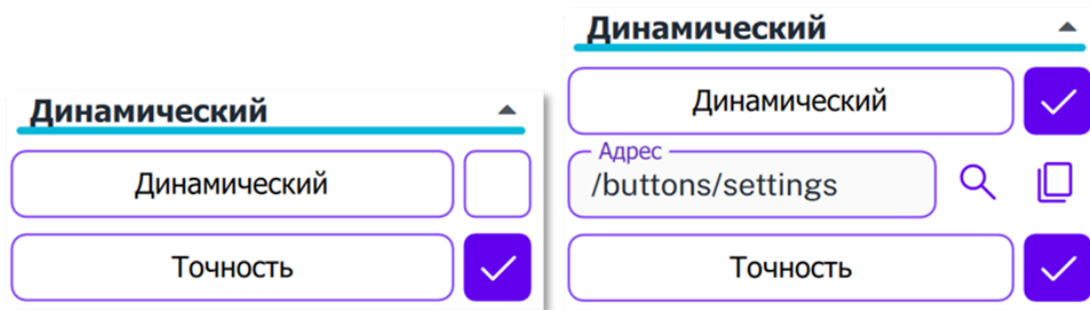 Динамический
Динамический
Точность
Динамический
Динамический
Адрес
/buttons/settings
Точность